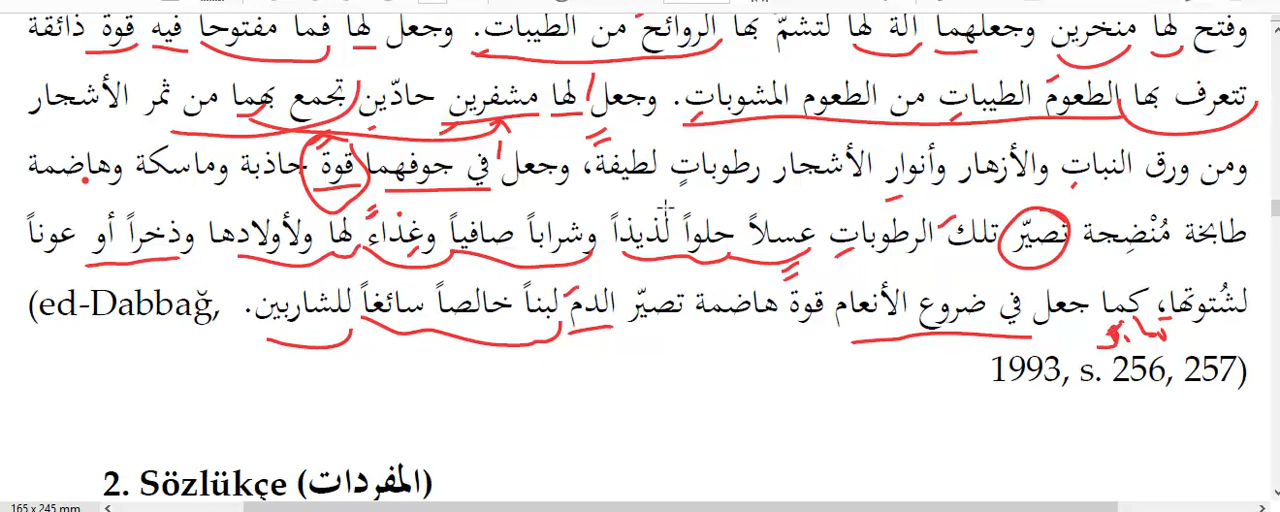 وفتح لها منخرين وجعلهما آلة لها لتشمّ بها الروائحَ من الطيبات. وجعل لها فما مفتوحا فيه قوة ذائقة
تتعرف بها الطعومَ الطيباتِ من الطعوم المشوباتِ. وجعل لها مشفرين حادّين تجمع بهما من ثمر الأشجار
ومن ورق النبات والأزهار وأنوار الأشجار رطوباتٍ لطيفةً، وجعل في جوفهما قوةً جاذبة وماسكة وهاضمة
طابخة مُنْضِجة تصيّر تلك الرطوباتِ عسلاً حلواً لذيذاً وشراباً صافياً وغذاءً لها ولأولادها وذخراً أو عوناً
لشُتوتها، كما جعل في ضروع الأنعام قوة هاضمة تصيّر الدمَ لبناً خالصاً سائغاً للشاربين. (ed-Dabbağ,
1993, s. 256, 257)
2. Sözlükçe (المفردات)
165 x 245 mm